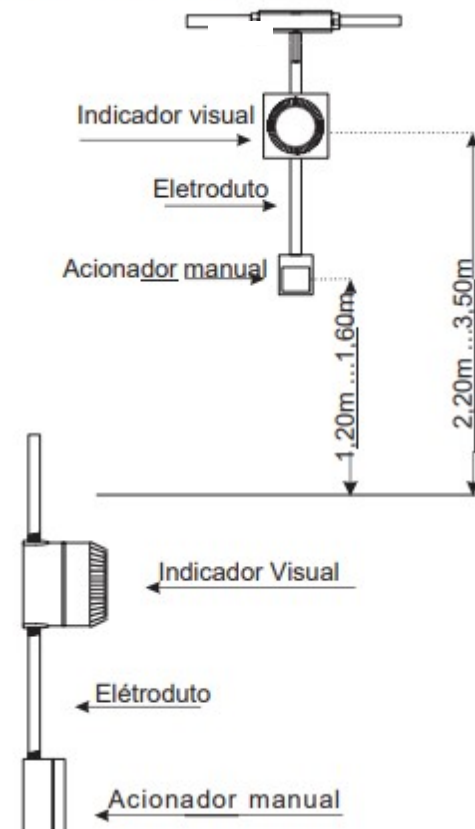 Indicador visual
Eletroduto
Acionador manual
1,20m ...1,60m
2,20m ...3,50m
Indicador Visual
Elétroduto
Acionador manual